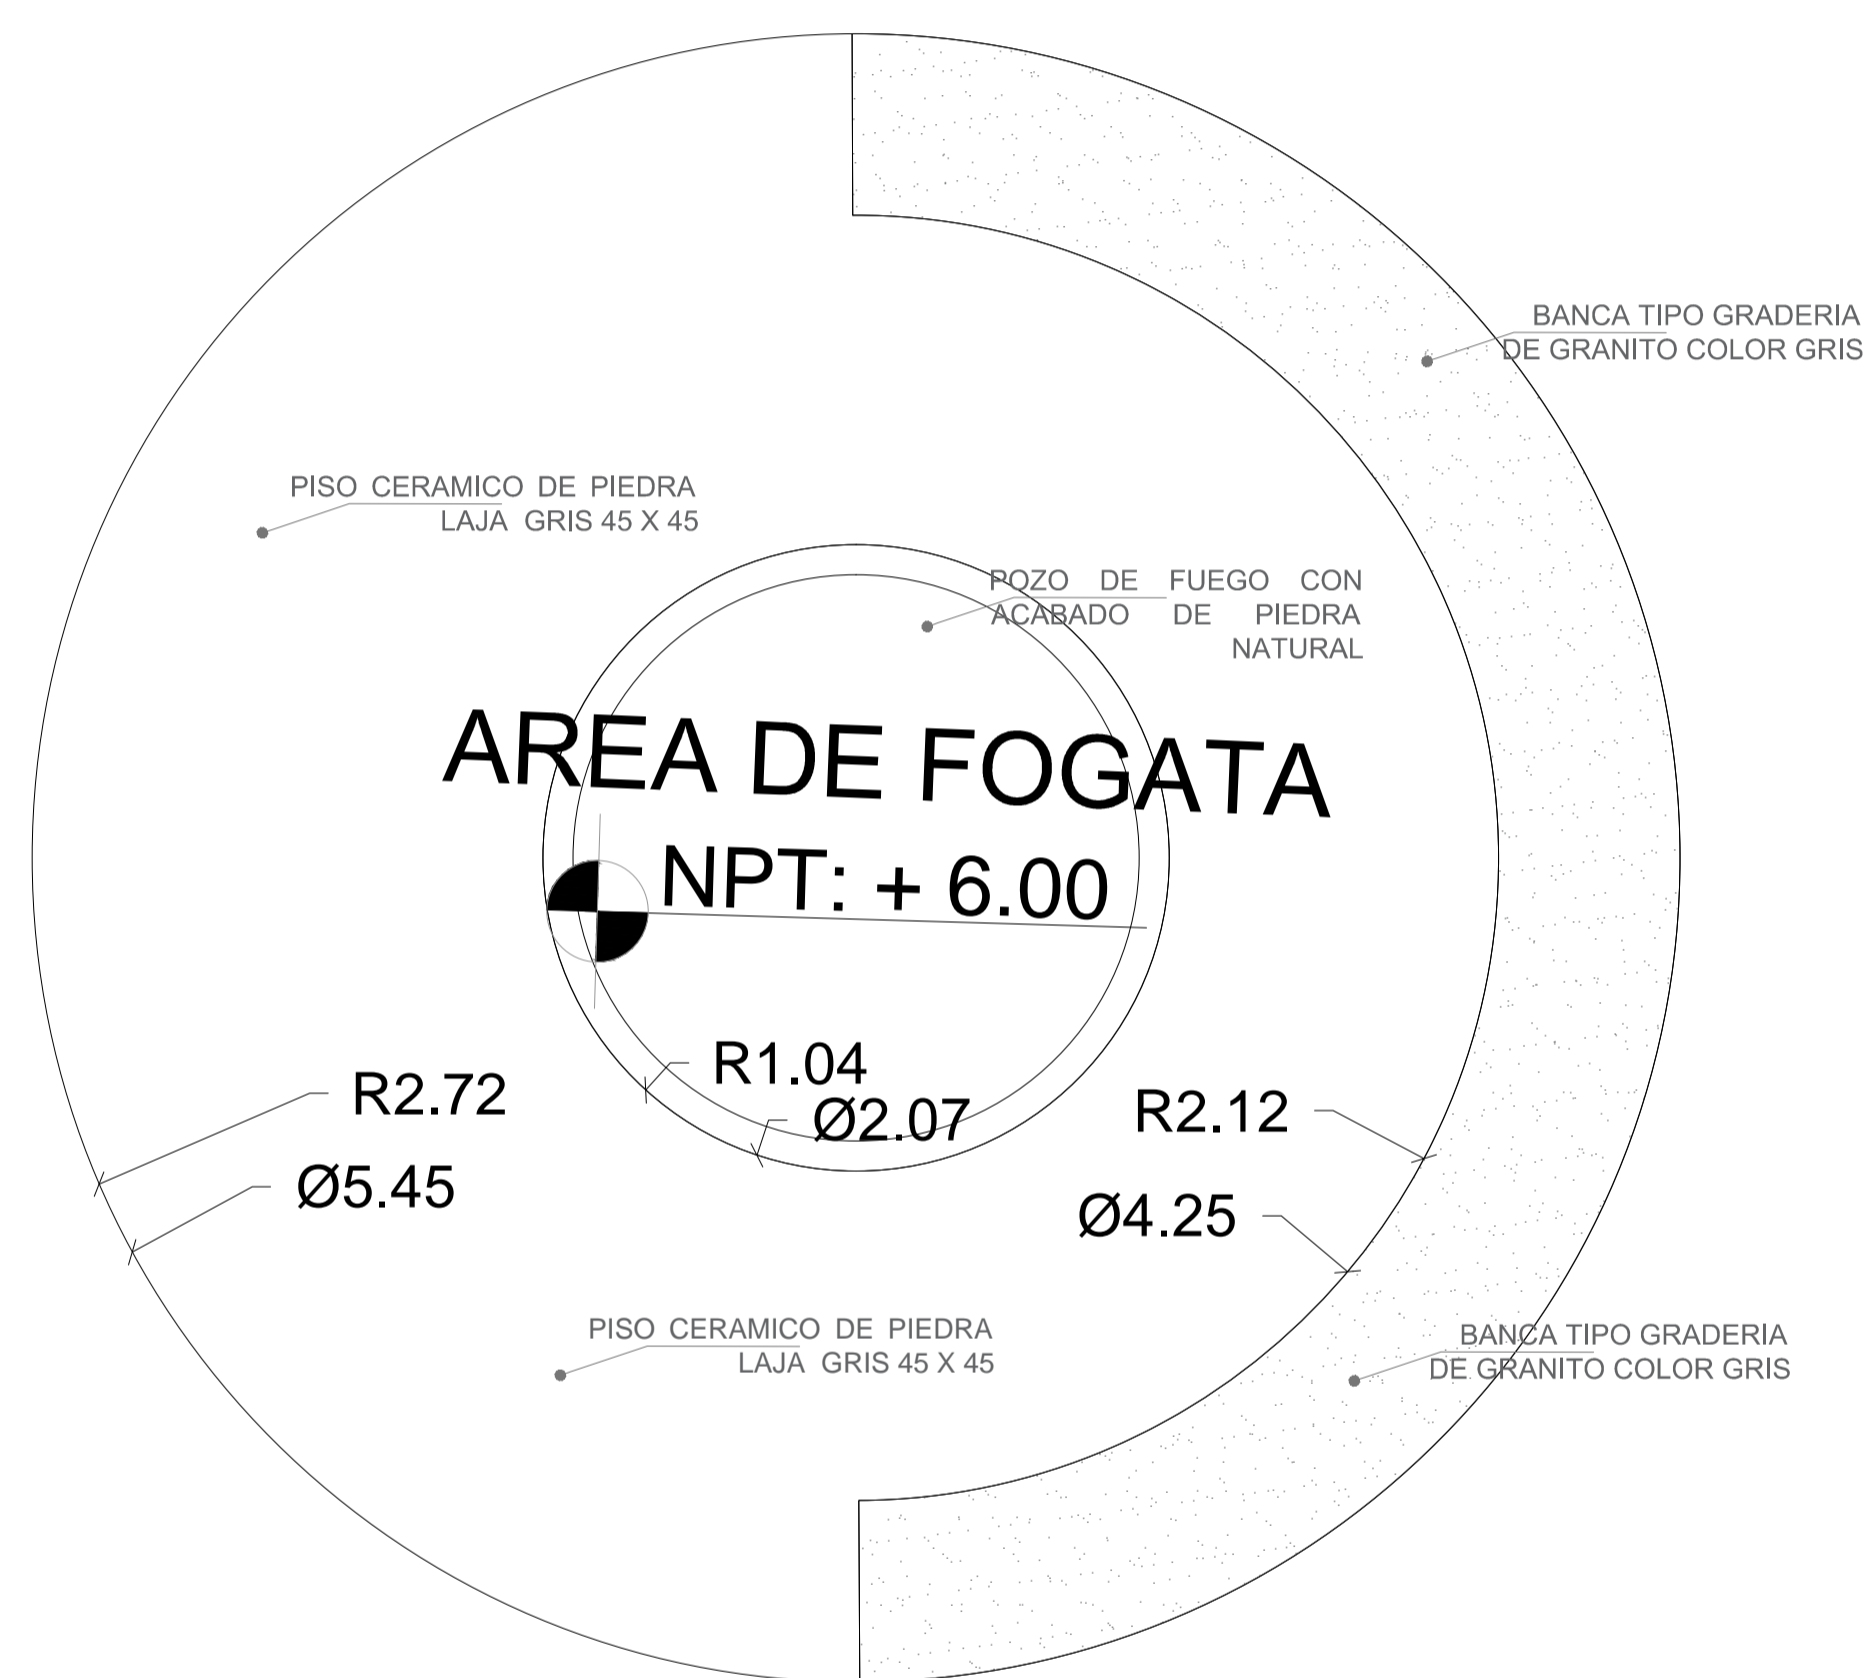 BANCA TIPO GRADERIA
DE GRANITO COLOR GRIS
PISO CERAMICO DE PIEDRA
LAJA GRIS 45 X 45
POZO DE FUEGO CON
ACABADO DE PIEDRA
NATURAL
AREA DE FOGATA
NPT: + 6.00
R1.04
Ø2.07
R2.72
Ø5.45
R2.12
Ø4.25
PISO CERAMICO DE PIEDRA
LAJA GRIS 45 X 45
BANCA TIPO GRADERIA
DE GRANITO COLOR GRIS